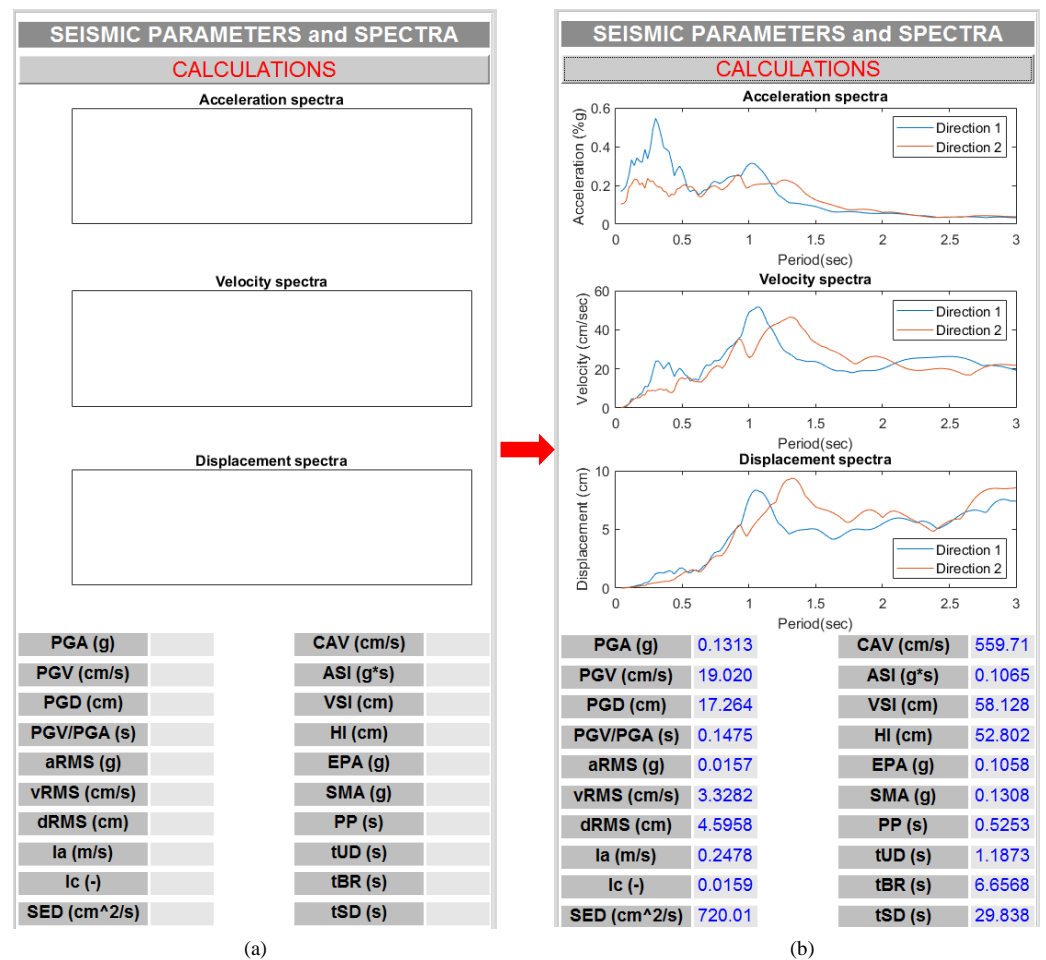 SEISMIC PARAMETERS and SPECTRA
CALCULATIONS
Acceleration spectra
Velocity spectra
Displacement spectra
PGA (g) CAV (cm/s)
PGV (cm/s) ASI (g*s)
PGD (cm) VSI (cm)
PGV/PGA (s) HI (cm)
aRMS (g) EPA (g)
vRMS (cm/s) SMA (g)
dRMS (cm) PP (s)
Ia (m/s) tUD (s)
Ic (-) tBR (s)
SED (cm^2/s) tSD (s)
(a)
SEISMIC PARAMETERS and SPECTRA
CALCULATIONS
Acceleration spectra
Acceleration (%g)
0.6
0.4
0.2
0
Direction 1
Direction 2
0 0.5 1 1.5 2 2.5 3
Period(sec)
Velocity spectra
Velocity (cm/sec)
60
40
20
0
Direction 1
Direction 2
0 0.5 1 1.5 2 2.5 3
Period(sec)
Displacement spectra
Displacement (cm)
10
5
0
Direction 1
Direction 2
0 0.5 1 1.5 2 2.5 3
Period(sec)
PGA (g) 0.1313 CAV (cm/s) 559.71
PGV (cm/s) 19.020 ASI (g*s) 0.1065
PGD (cm) 17.264 VSI (cm) 58.128
PGV/PGA (s) 0.1475 HI (cm) 52.802
aRMS (g) 0.0157 EPA (g) 0.1058
vRMS (cm/s) 3.3282 SMA (g) 0.1308
dRMS (cm) 4.5958 PP (s) 0.5253
Ia (m/s) 0.2478 tUD (s) 1.1873
Ic (-) 0.0159 tBR (s) 6.6568
SED (cm^2/s) 720.01 tSD (s) 29.838
(b)